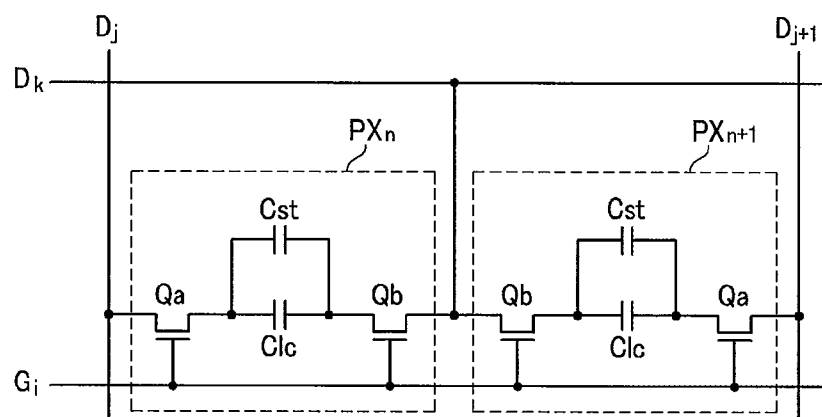 Dj Dj+1
Dk
PXn PXn+1
Cst Cst
Qa Qb Qb Qa
Clc Clc
Gi